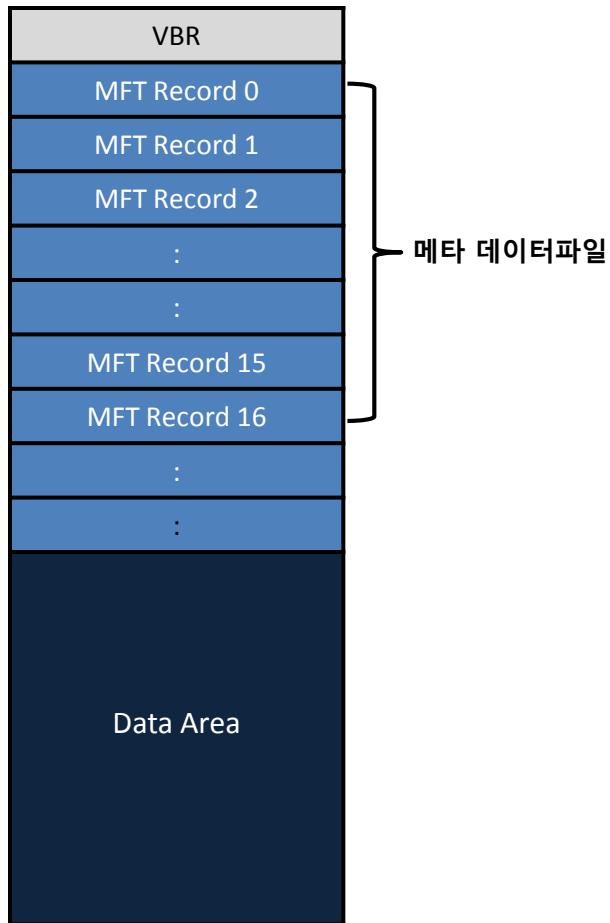 VBR
MFT Record 0
MFT Record 1
MFT Record 2
:
:
MFT Record 15
MFT Record 16
:
:
Data Area
메타 데이터파일